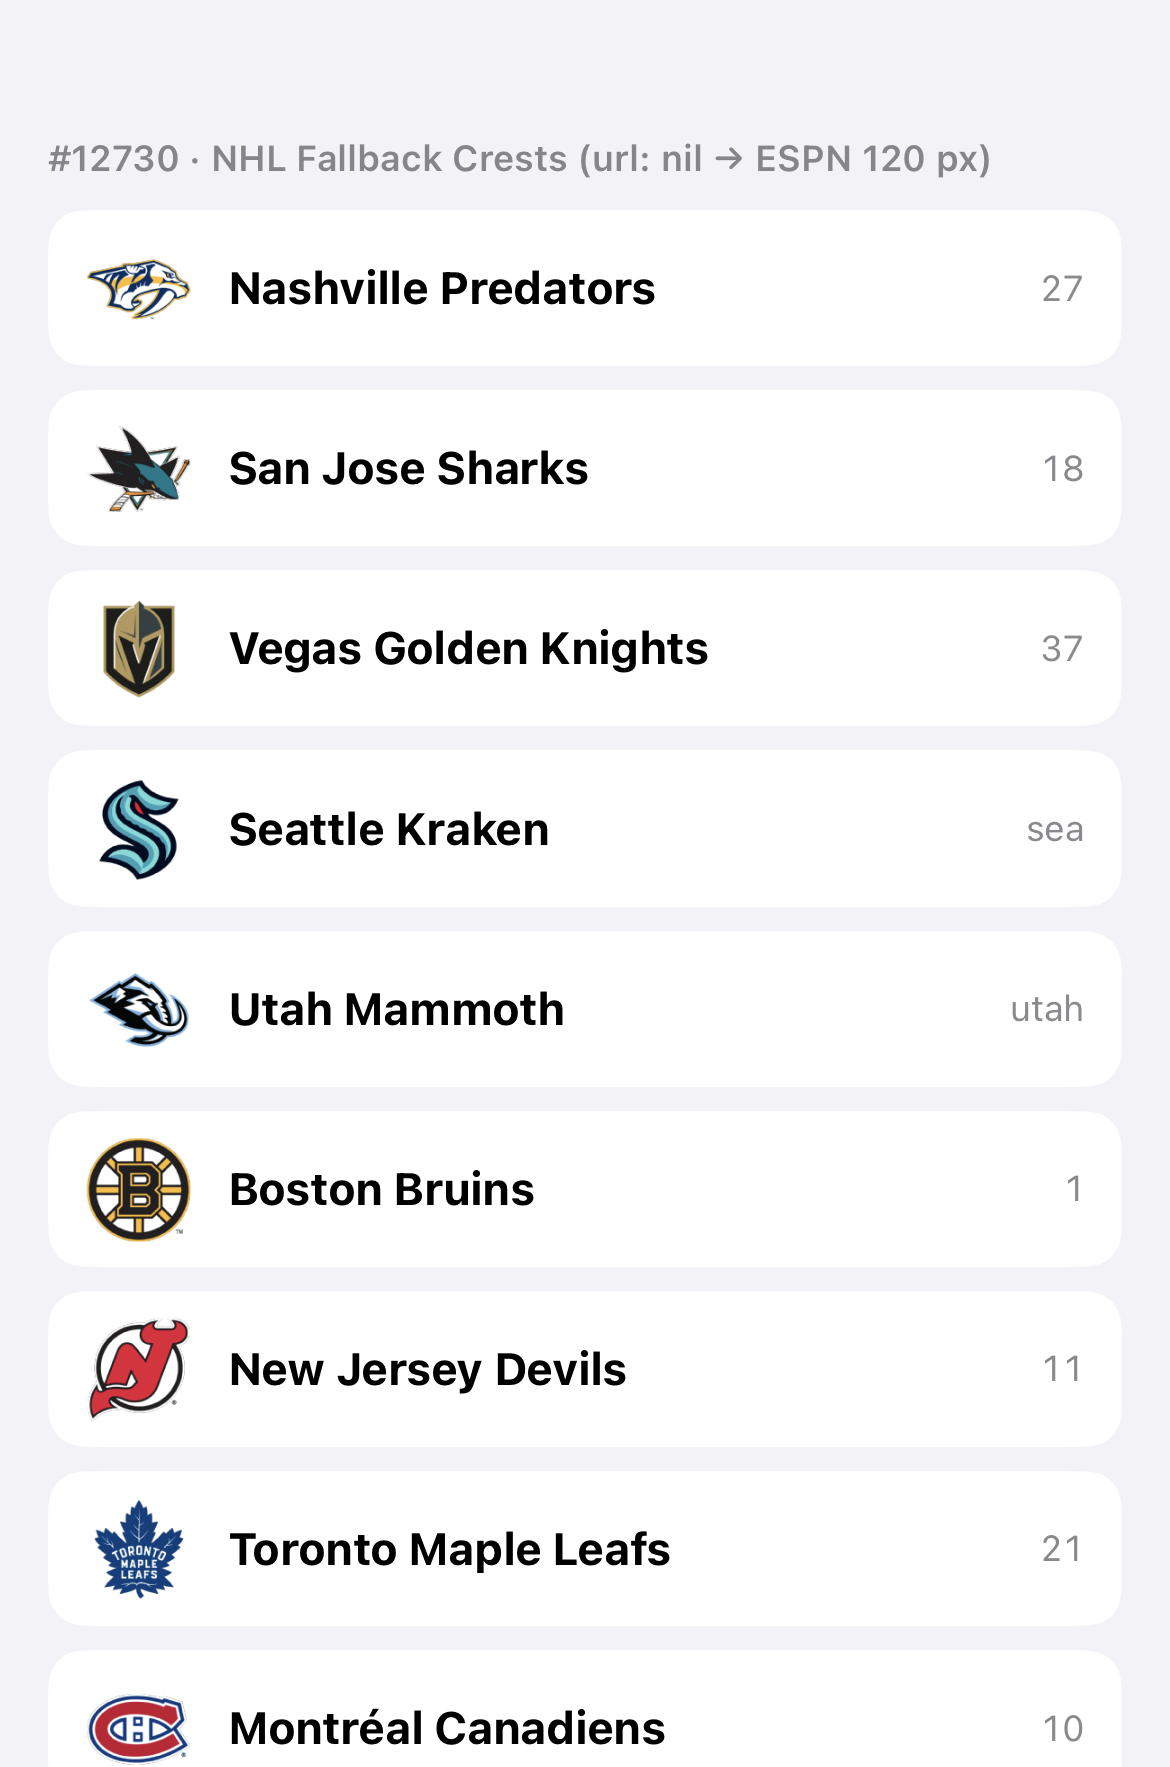 #12730 · NHL Fallback Crests (url: nil → ESPN 120 px)
Nashville Predators 27
San Jose Sharks 18
Vegas Golden Knights 37
Seattle Kraken sea
Utah Mammoth utah
B
Boston Bruins 1
TM
New Jersey Devils 11
TORONTO
MAPLE
LEAFS
Toronto Maple Leafs 21
Montréal Canadiens 10